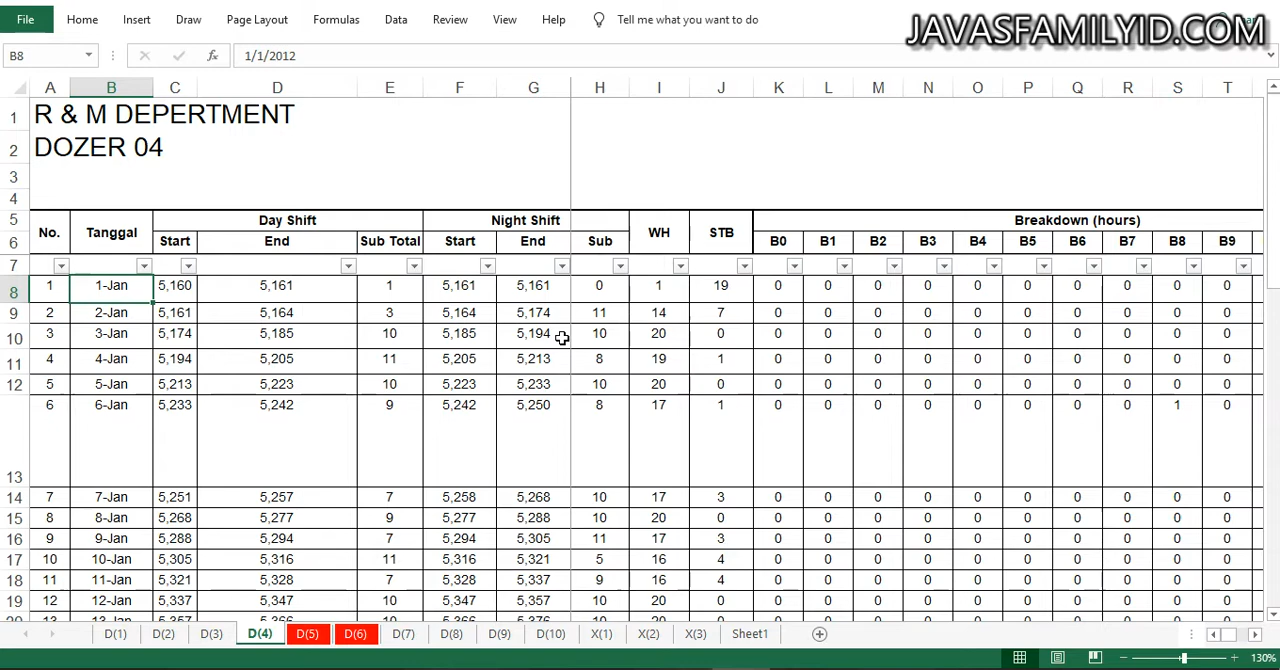 File Home Insert Draw Page Layout Formulas Data Review View Help Tell me what you want to do
JAVASFAMILYID.COM
B8 fx 1/1/2012
A B C D E F G H I J K L M N O P Q R S T
1 R & M DEPERTMENT
2 DOZER 04
3
4
5 No. Tanggal Day Shift Night Shift WH STB Breakdown (hours)
6 Start End Sub Total Start End Sub B0 B1 B2 B3 B4 B5 B6 B7 B8 B9
7
8 1 1-Jan 5,160 5,161 1 5,161 5,161 0 1 19 0 0 0 0 0 0 0 0 0 0
9 2 2-Jan 5,161 5,164 3 5,164 5,174 11 14 7 0 0 0 0 0 0 0 0 0 0
10 3 3-Jan 5,174 5,185 10 5,185 5,194 10 20 0 0 0 0 0 0 0 0 0 0 0
11 4 4-Jan 5,194 5,205 11 5,205 5,213 8 19 1 0 0 0 0 0 0 0 0 0 0
12 5 5-Jan 5,213 5,223 10 5,223 5,233 10 20 0 0 0 0 0 0 0 0 0 0 0
13 6 6-Jan 5,233 5,242 9 5,242 5,250 8 17 1 0 0 0 0 0 0 0 0 1 0
14 7 7-Jan 5,251 5,257 7 5,258 5,268 10 17 3 0 0 0 0 0 0 0 0 0 0
15 8 8-Jan 5,268 5,277 9 5,277 5,288 10 20 0 0 0 0 0 0 0 0 0 0 0
16 9 9-Jan 5,288 5,294 7 5,294 5,305 11 17 3 0 0 0 0 0 0 0 0 0 0
17 10 10-Jan 5,305 5,316 11 5,316 5,321 5 16 4 0 0 0 0 0 0 0 0 0 0
18 11 11-Jan 5,321 5,328 7 5,328 5,337 9 16 4 0 0 0 0 0 0 0 0 0 0
19 12 12-Jan 5,337 5,347 10 5,347 5,357 10 20 0 0 0 0 0 0 0 0 0 0 0
D(1) D(2) D(3) D(4) D(5) D(6) D(7) D(8) D(9) D(10) X(1) X(2) X(3) Sheet1
130%